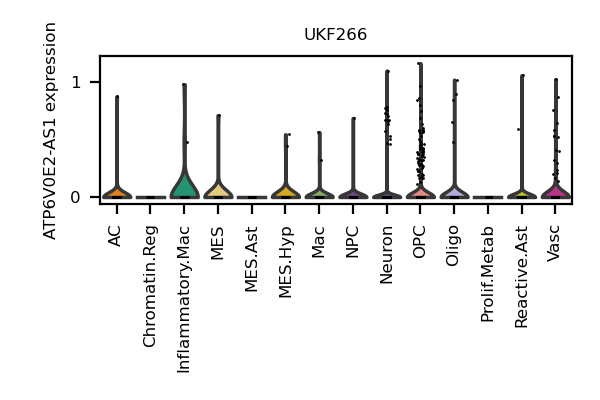 UKF266
ATP6V0E2-AS1 expression
1
0
AC
Chromatin.Reg
Inflammatory.Mac
MES
MES.Ast
MES.Hyp
Mac
NPC
Neuron
OPC
Oligo
Prolif.Metab
Reactive.Ast
Vasc